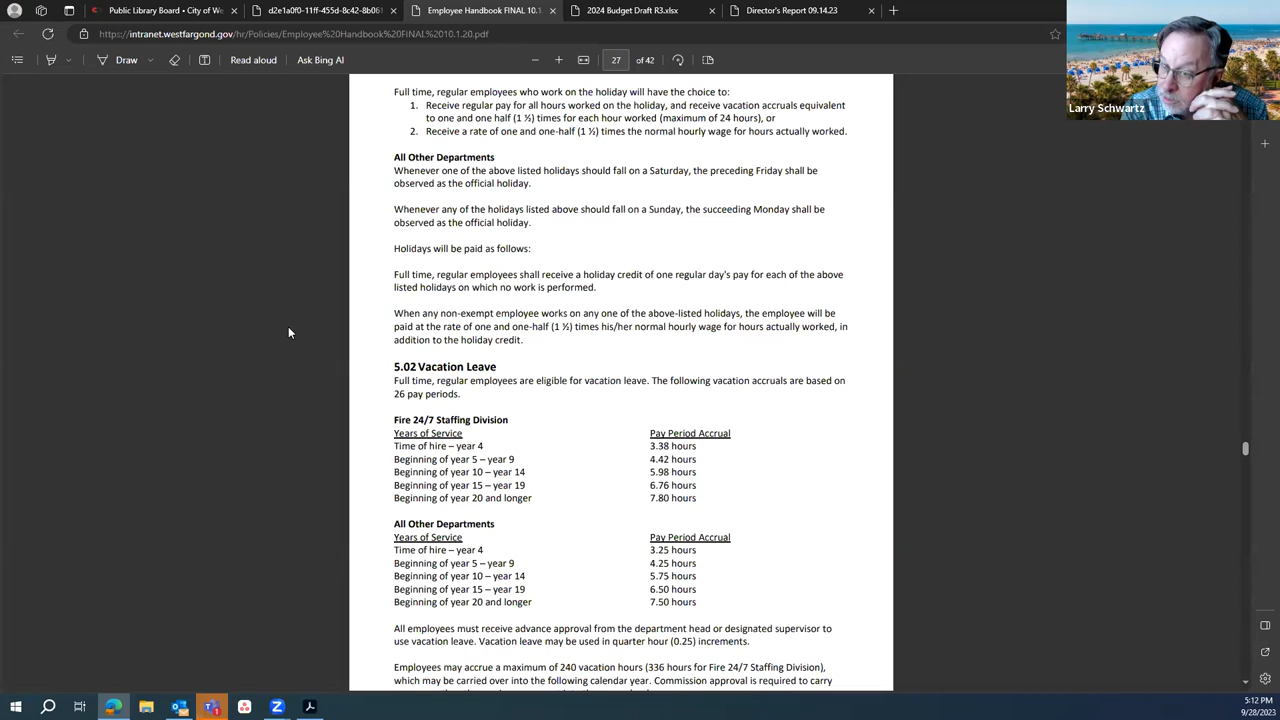 Public Library Board • City of We
d2e1a0f0-11ff-455d-8c42-8b061
Employee Handbook FINAL 10.1
2024 Budget Draft R3.xlsx
Director's Report 09.14.23
https://intranet.westfargond.gov/hr/Policies/Employee%20Handbook%20FINAL%2010.1.20.pdf
Draw
Read aloud
Ask Bing AI
27 of 42
Larry Schwartz
Full time, regular employees who work on the holiday will have the choice to:
1. Receive regular pay for all hours worked on the holiday, and receive vacation accruals equivalent
to one and one half (1 ½) times for each hour worked (maximum of 24 hours), or
2. Receive a rate of one and one-half (1 ½) times the normal hourly wage for hours actually worked.
All Other Departments
Whenever one of the above listed holidays should fall on a Saturday, the preceding Friday shall be
observed as the official holiday.
Whenever any of the holidays listed above should fall on a Sunday, the succeeding Monday shall be
observed as the official holiday.
Holidays will be paid as follows:
Full time, regular employees shall receive a holiday credit of one regular day's pay for each of the above
listed holidays on which no work is performed.
When any non-exempt employee works on any one of the above-listed holidays, the employee will be
paid at the rate of one and one-half (1 ½) times his/her normal hourly wage for hours actually worked, in
addition to the holiday credit.
5.02 Vacation Leave
Full time, regular employees are eligible for vacation leave. The following vacation accruals are based on
26 pay periods.
Fire 24/7 Staffing Division
Years of Service Pay Period Accrual
Time of hire – year 4 3.38 hours
Beginning of year 5 – year 9 4.42 hours
Beginning of year 10 – year 14 5.98 hours
Beginning of year 15 – year 19 6.76 hours
Beginning of year 20 and longer 7.80 hours
All Other Departments
Years of Service Pay Period Accrual
Time of hire – year 4 3.25 hours
Beginning of year 5 – year 9 4.25 hours
Beginning of year 10 – year 14 5.75 hours
Beginning of year 15 – year 19 6.50 hours
Beginning of year 20 and longer 7.50 hours
All employees must receive advance approval from the department head or designated supervisor to
use vacation leave. Vacation leave may be used in quarter hour (0.25) increments.
Employees may accrue a maximum of 240 vacation hours (336 hours for Fire 24/7 Staffing Division),
which may be carried over into the following calendar year. Commission approval is required to carry
5:12 PM
9/28/2023